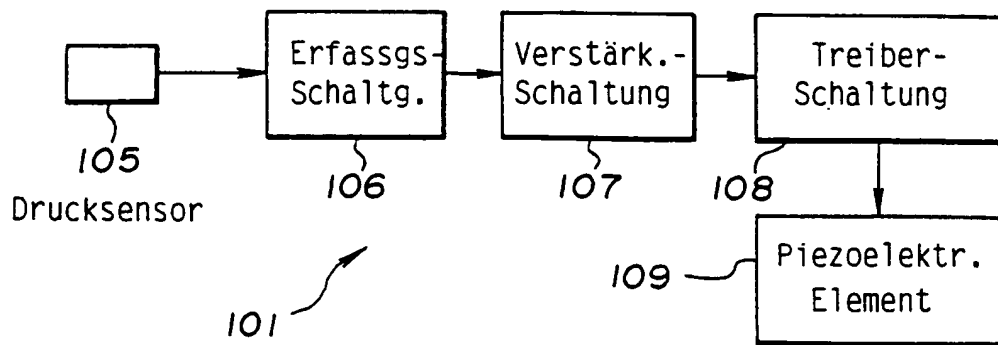 Erfassgs-
Schaltg.
Verstärk.-
Schaltung
Treiber-
Schaltung
105
106
107
108
Drucksensor
Piezoelektr.
Element
109
101